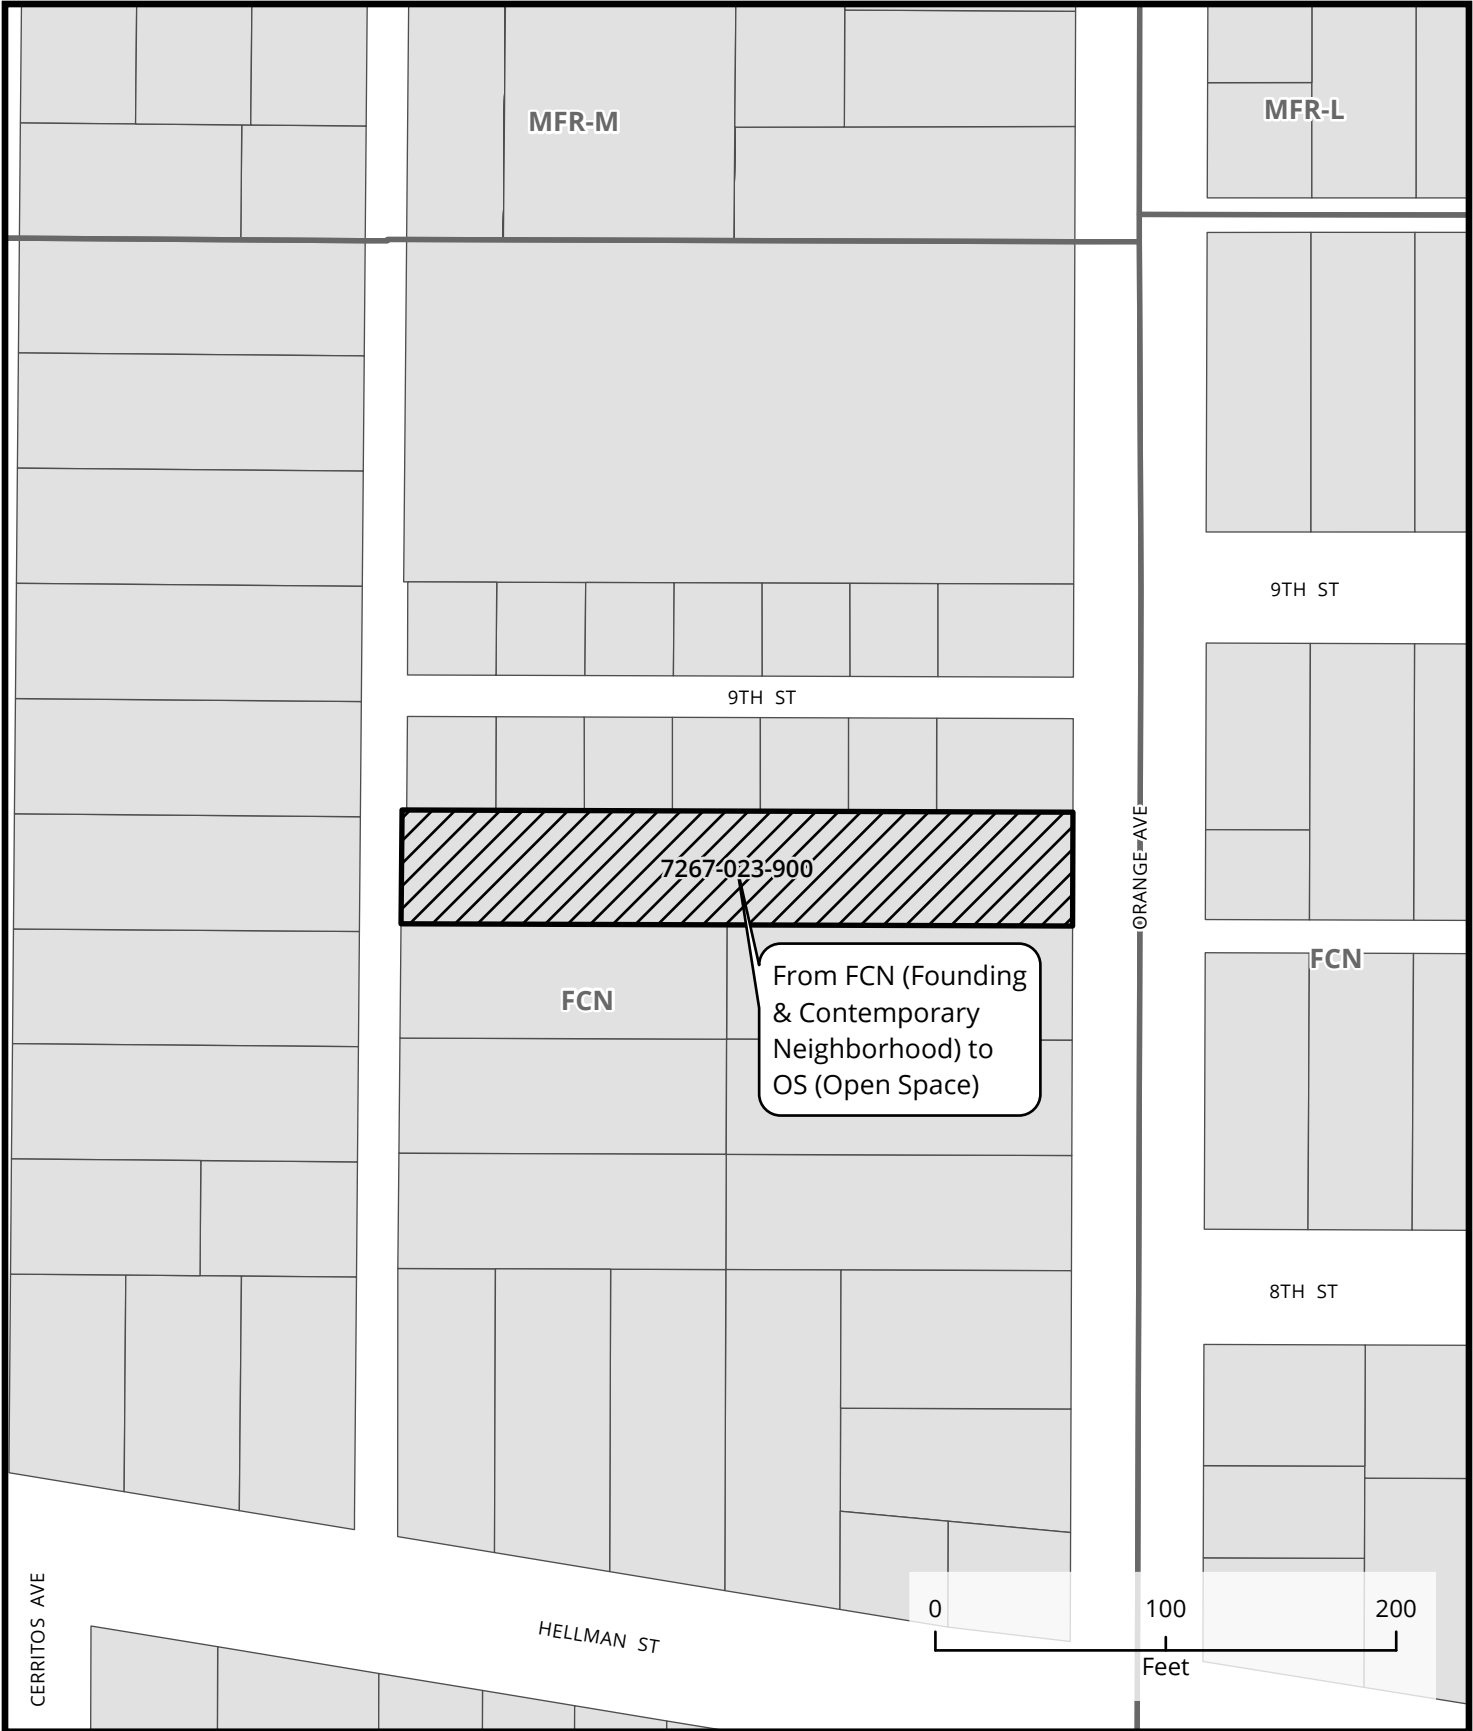 MFR-M
MFR-L
9TH ST
9TH ST
ORANGE AVE
7267-023-900
FCN
FCN
From FCN (Founding
& Contemporary
Neighborhood) to
OS (Open Space)
8TH ST
CERRITOS AVE
HELLMAN ST
0 100 200
Feet